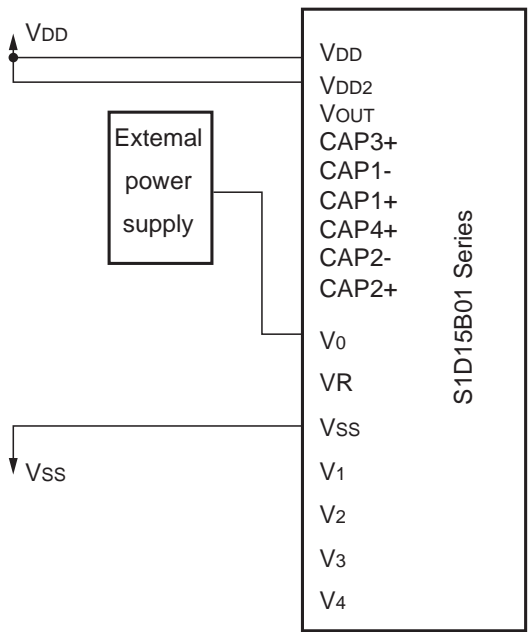 VDD
External
power
supply
VSS
VDD
VDD2
VOUT
CAP3+
CAP1-
CAP1+
CAP4+
CAP2-
CAP2+
V0
VR
VSS
V1
V2
V3
V4
S1D15B01 Series